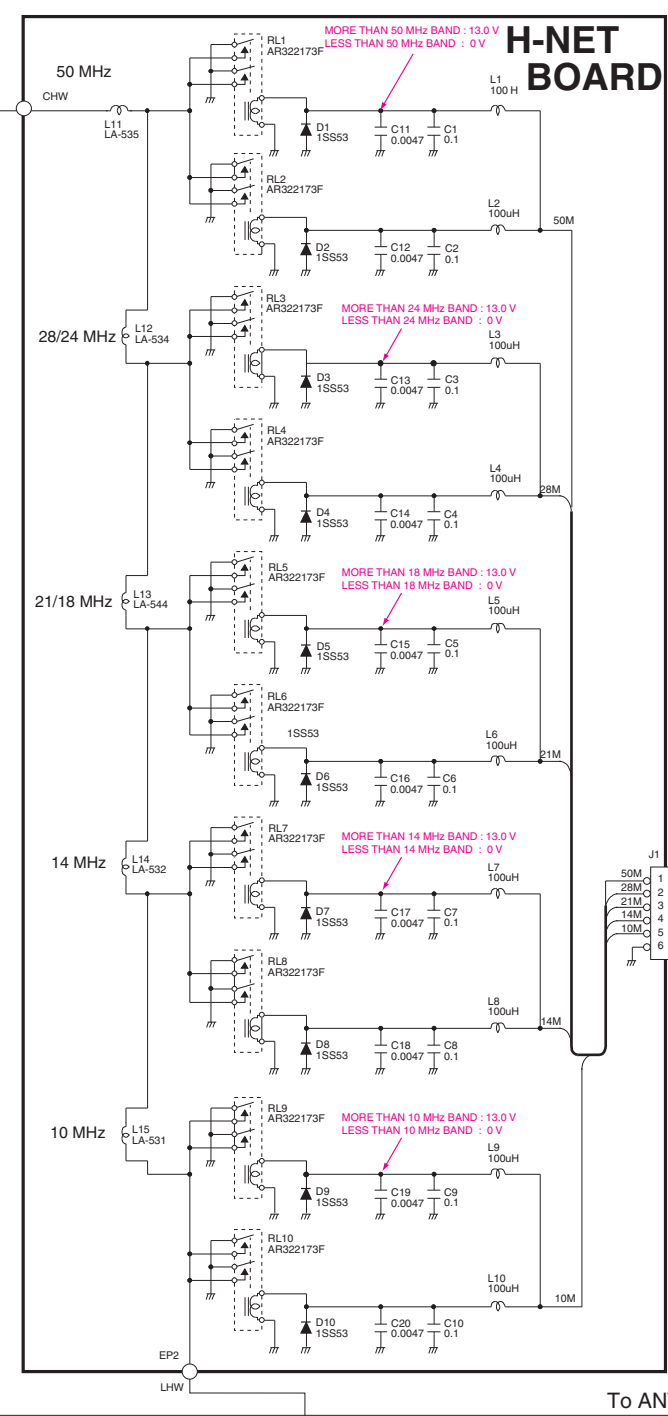 MORE THAN 50 MHz BAND : 13.0 V
LESS THAN 50 MHz BAND : 0 V
H-NET
BOARD
50 MHz
CHW
L11
LA-535
RL1
AR322173F
D1
1SS53
C11
0.0047
C1
0.1
L1
100 H
RL2
AR322173F
D2
1SS53
C12
0.0047
C2
0.1
L2
100uH
50M
28/24 MHz
L12
LA-534
RL3
AR322173F
MORE THAN 24 MHz BAND : 13.0 V
LESS THAN 24 MHz BAND : 0 V
D3
1SS53
C13
0.0047
C3
0.1
L3
100uH
RL4
AR322173F
D4
1SS53
C14
0.0047
C4
0.1
L4
100uH
28M
21/18 MHz
L13
LA-544
RL5
AR322173F
MORE THAN 18 MHz BAND : 13.0 V
LESS THAN 18 MHz BAND : 0 V
D5
1SS53
C15
0.0047
C5
0.1
L5
100uH
RL6
AR322173F
1SS53
D6
1SS53
C16
0.0047
C6
0.1
L6
100uH
21M
14 MHz
L14
LA-532
RL7
AR322173F
MORE THAN 14 MHz BAND : 13.0 V
LESS THAN 14 MHz BAND : 0 V
D7
1SS53
C17
0.0047
C7
0.1
L7
100uH
J1
50M 1
28M 2
21M 3
14M 4
10M 5
6
RL8
AR322173F
D8
1SS53
C18
0.0047
C8
0.1
L8
100uH
14M
10 MHz
L15
LA-531
RL9
AR322173F
MORE THAN 10 MHz BAND : 13.0 V
LESS THAN 10 MHz BAND : 0 V
D9
1SS53
C19
0.0047
C9
0.1
L9
100uH
RL10
AR322173F
D10
1SS53
C20
0.0047
C10
0.1
L10
100uH
10M
EP2
LHW
To AN